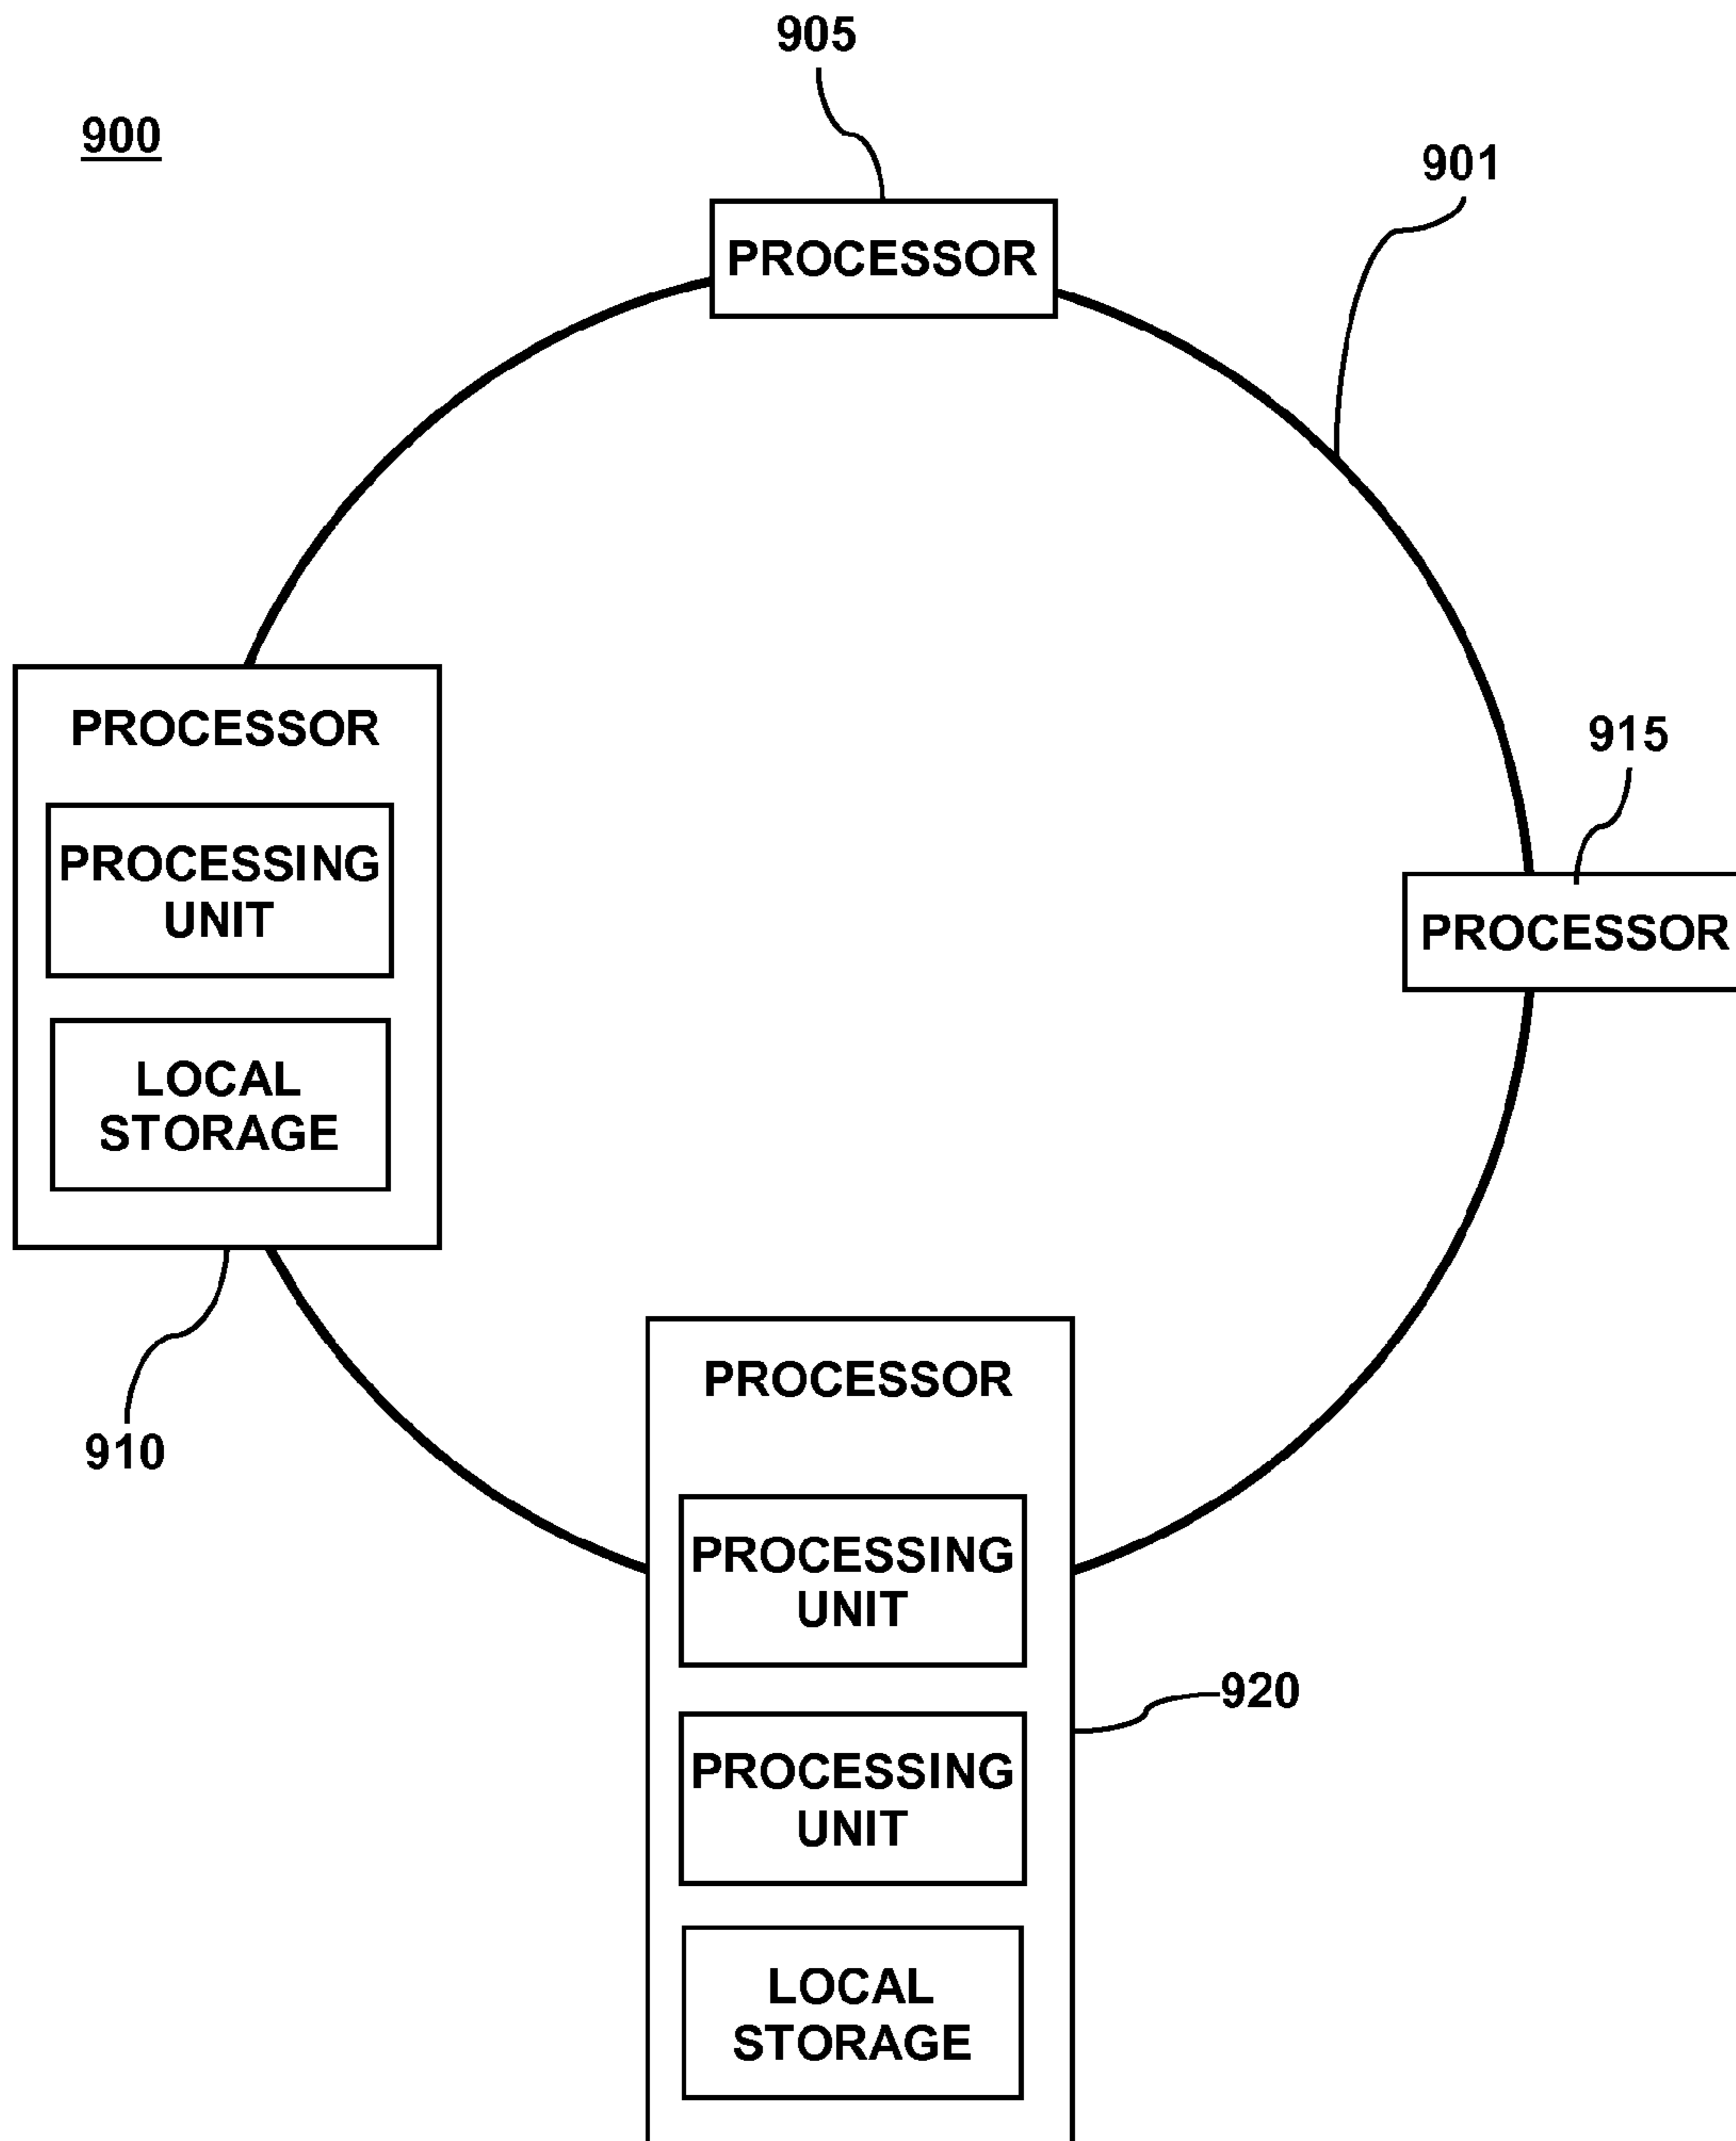 905
900
901
PROCESSOR
PROCESSOR
915
PROCESSING
UNIT
PROCESSOR
LOCAL
STORAGE
PROCESSOR
910
PROCESSING
UNIT
920
PROCESSING
UNIT
LOCAL
STORAGE